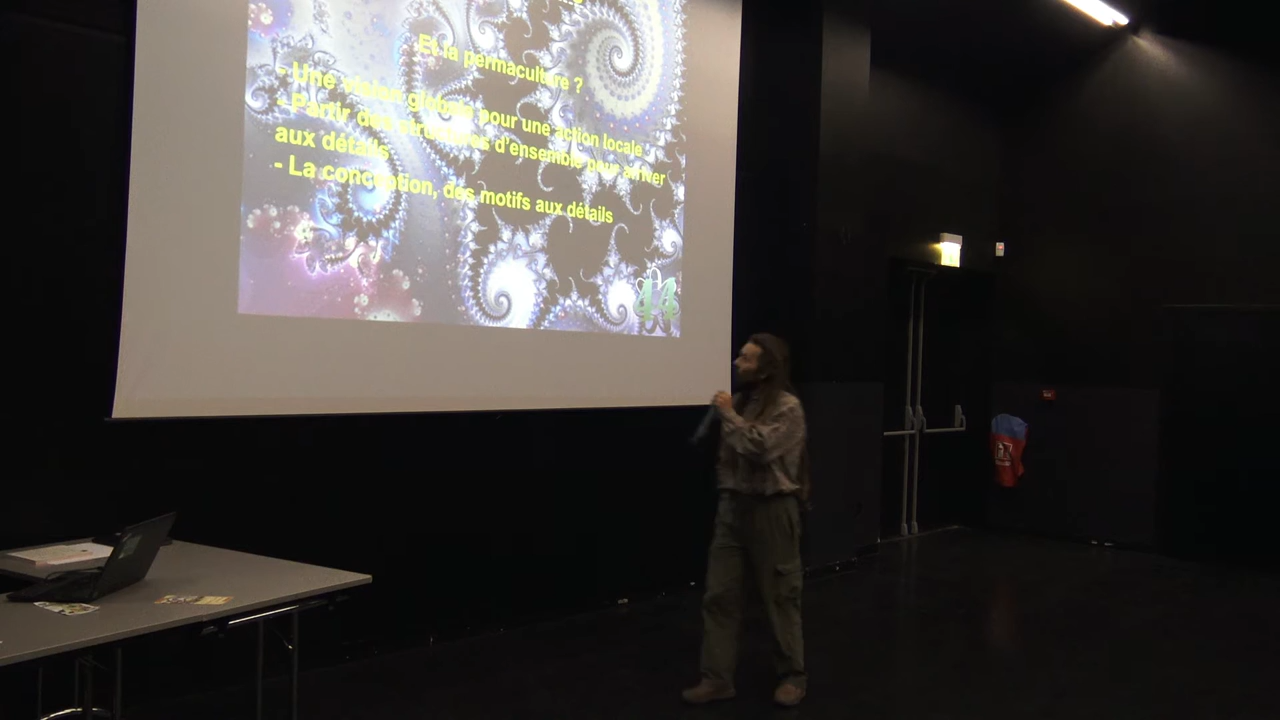 Et la permaculture ?
- Une vision globale pour une action locale
- Partir des structures d'ensemble pour arriver
aux détails
- La conception, des motifs aux détails
44